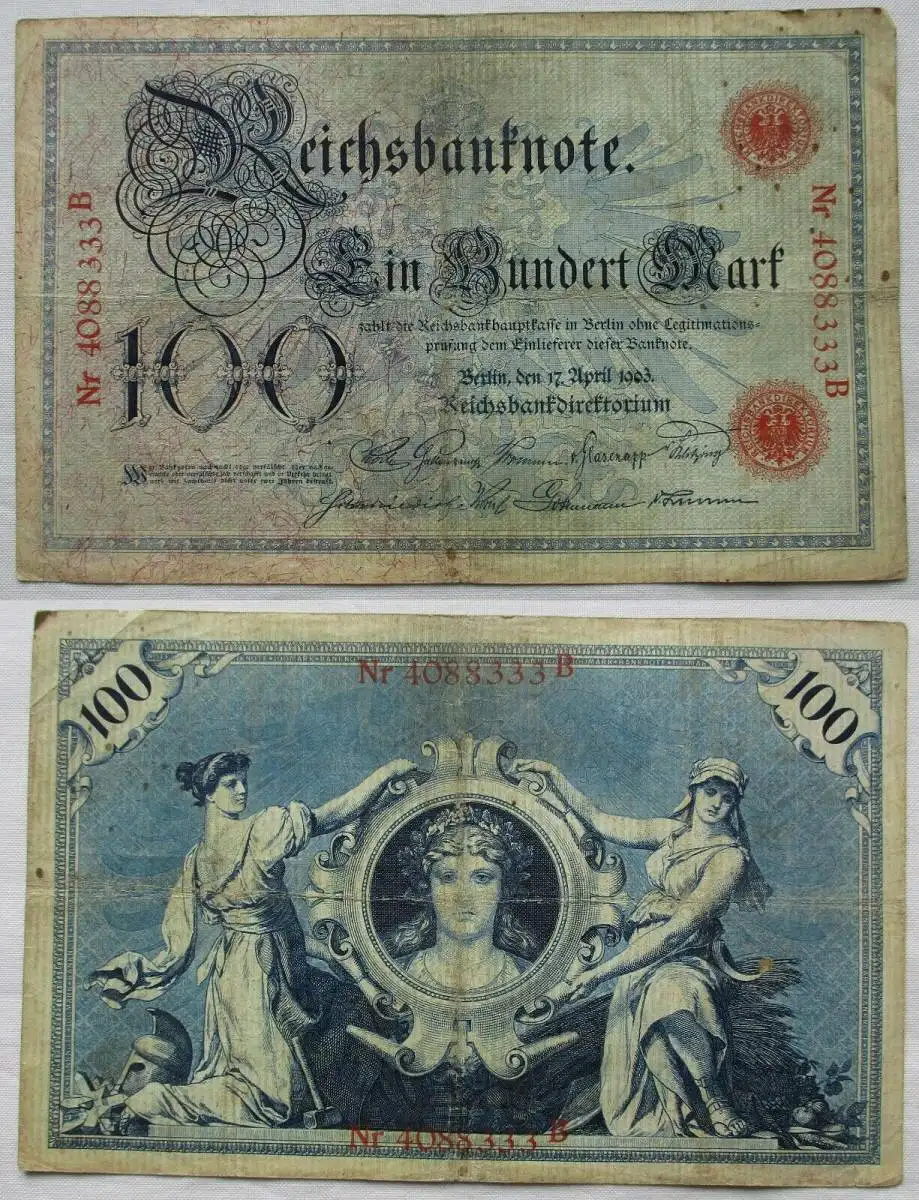 Reichsbanknote.
Ein Hundert Mark
100
zahlt die Reichsbankhauptkasse in Berlin ohne Legitimations-
prüfung dem Einlieferer dieser Banknote.
Berlin, den 17. April 1903.
Reichsbankdirektorium
Nr 4088333 B
Nr 4088333 B
v. Glasenapp
Nr 4088333 B
100
100
Nr 4088333 B